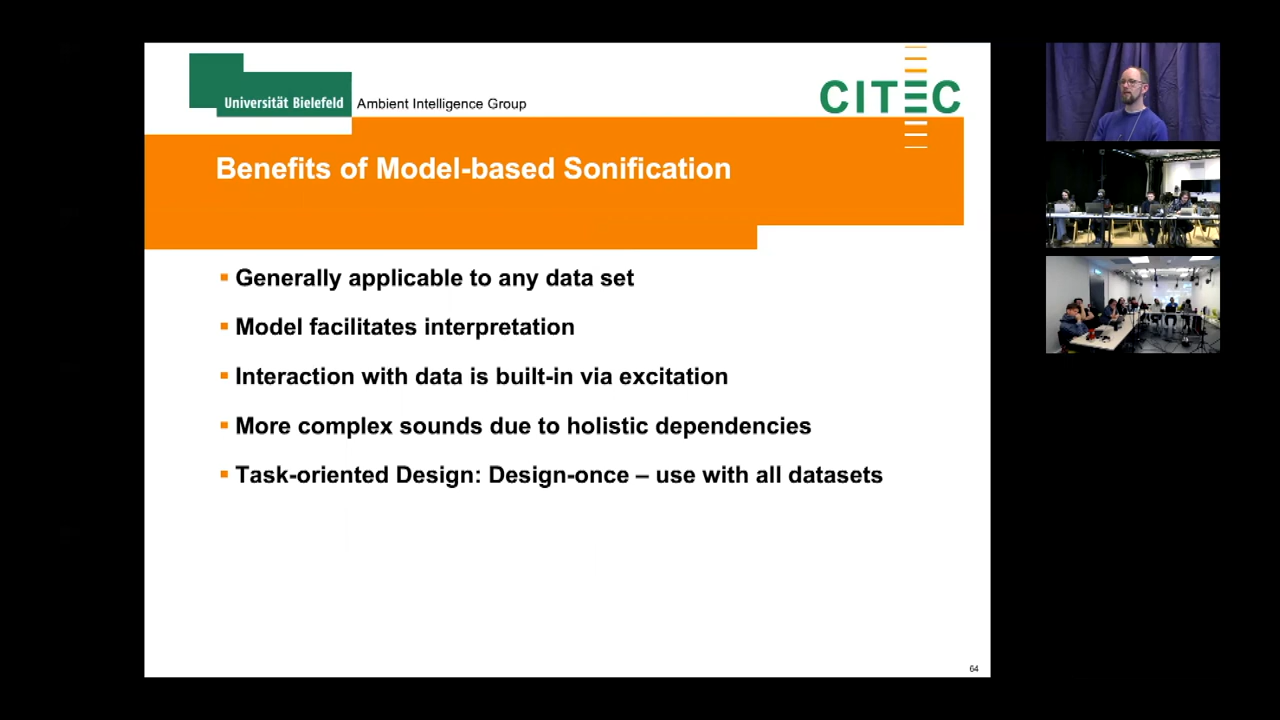 Universität Bielefeld
Ambient Intelligence Group
CITEC
Benefits of Model-based Sonification
Generally applicable to any data set
Model facilitates interpretation
Interaction with data is built-in via excitation
More complex sounds due to holistic dependencies
Task-oriented Design: Design-once – use with all datasets
64